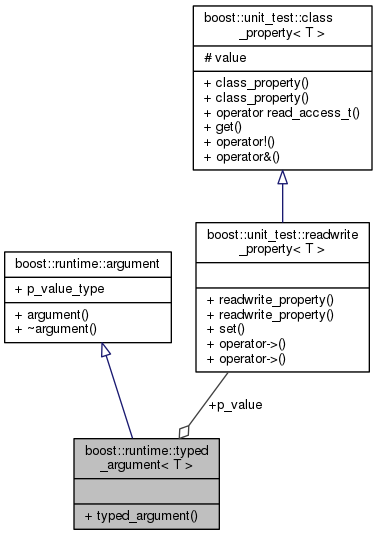 boost::unit_test::class
_property< T >
# value
+ class_property()
+ class_property()
+ operator read_access_t()
+ get()
+ operator!()
+ operator&()
boost::unit_test::readwrite
_property< T >
+ readwrite_property()
+ readwrite_property()
+ set()
+ operator->()
+ operator->()
boost::runtime::argument
+ p_value_type
+ argument()
+ ~argument()
+p_value
boost::runtime::typed
_argument< T >
+ typed_argument()